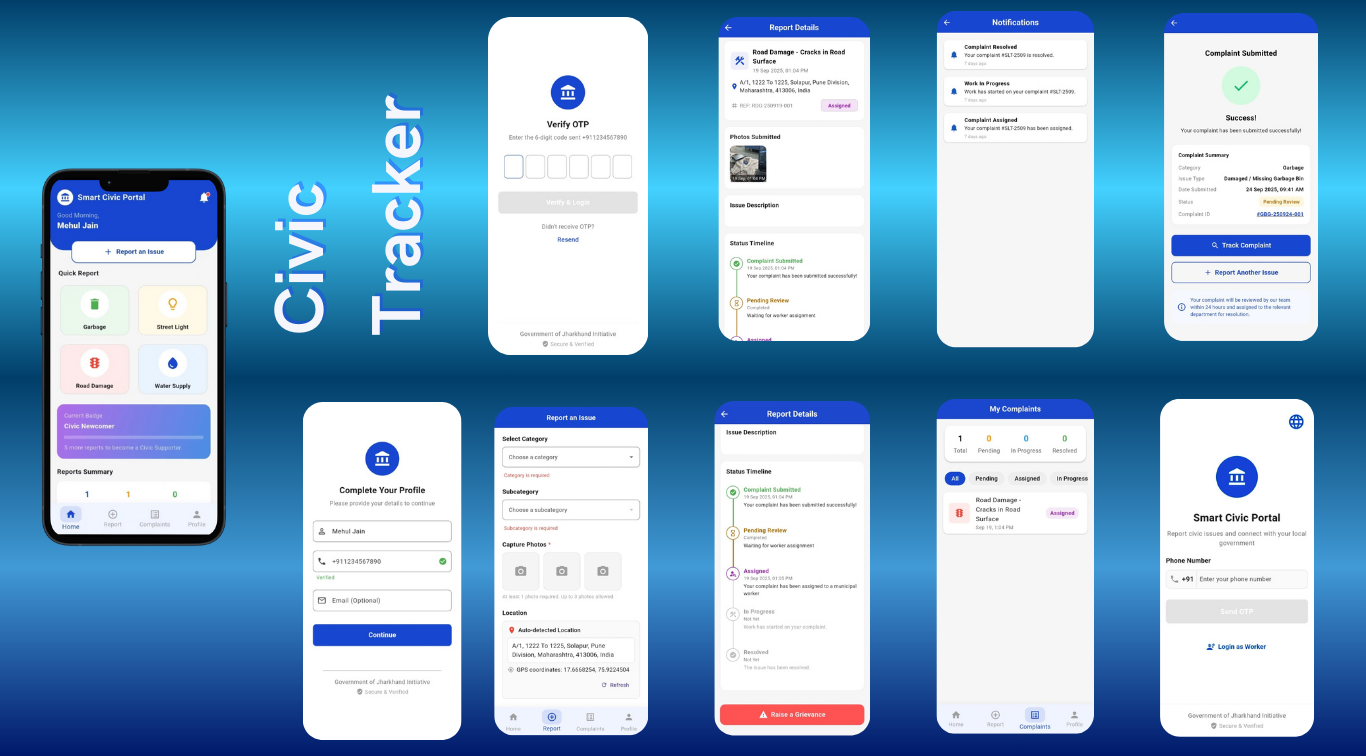 Smart Civic Portal
Good Morning,
Mehul Jain
+ Report an Issue
Quick Report
Garbage
Street Light
Road Damage
Water Supply
Current Badge
Civic Newcomer
5 more reports to become a Civic Supporter
Reports Summary
1 1 0
Home Report Complaints Profile
Civic
Tracker
Verify OTP
Enter the 6-digit code sent +911234567890
Verify & Login
Didn't receive OTP?
Resend
Government of Jharkhand Initiative
Secure & Verified
Report Details
Road Damage - Cracks in Road
Surface
19 Sep 2025, 01:04 PM
A/1, 1222 To 1225, Solapur, Pune Division,
Maharashtra, 413006, India
REF: RDG-250919-001
Assigned
Photos Submitted
19 Sep, 01:04 PM
Issue Description
Status Timeline
Complaint Submitted
19 Sep 2025, 01:04 PM
Your complaint has been submitted successfully!
Pending Review
Completed
Waiting for worker assignment
Assigned
Notifications
Complaint Resolved
Your complaint #SLT-2509 is resolved.
7 days ago
Work In Progress
Work has started on your complaint #SLT-2509.
7 days ago
Complaint Assigned
Your complaint #SLT-2509 has been assigned.
7 days ago
Complaint Submitted
Success!
Your complaint has been submitted successfully!
Complaint Summary
Category Garbage
Issue Type Damaged / Missing Garbage Bin
Date Submitted 24 Sep 2025, 09:41 AM
Status Pending Review
Complaint ID #GBG-250924-001
Track Complaint
+ Report Another Issue
Your complaint will be reviewed by our team
within 24 hours and assigned to the relevant
department for resolution.
Complete Your Profile
Please provide your details to continue
Mehul Jain
+911234567890
Verified
Email (Optional)
Continue
Government of Jharkhand Initiative
Secure & Verified
Report an Issue
Select Category
Choose a category
Category is required
Subcategory
Choose a subcategory
Subcategory is required
Capture Photos *
At least 1 photo required. Up to 3 photos allowed.
Location
Auto-detected Location
A/1, 1222 To 1225, Solapur, Pune
Division, Maharashtra, 413006, India
GPS coordinates: 17.6668254, 75.9224504
Refresh
Home Report Complaints Profile
Report Details
Issue Description
Status Timeline
Complaint Submitted
19 Sep 2025, 01:04 PM
Your complaint has been submitted successfully!
Pending Review
Completed
Waiting for worker assignment
Assigned
19 Sep 2025, 01:05 PM
Your complaint has been assigned to a municipal
worker
In Progress
Not Yet
Work has started on your complaint.
Resolved
Not Yet
The issue has been resolved.
Raise a Grievance
My Complaints
1 0 0 0
Total Pending In Progress Resolved
All Pending Assigned In Progress
Road Damage -
Cracks in Road
Surface
Sep 19, 1:04 PM
Assigned
Home Report Complaints Profile
Smart Civic Portal
Report civic issues and connect with your local
government
Phone Number
+91 Enter your phone number
Send OTP
Login as Worker
Government of Jharkhand Initiative
Secure & Verified